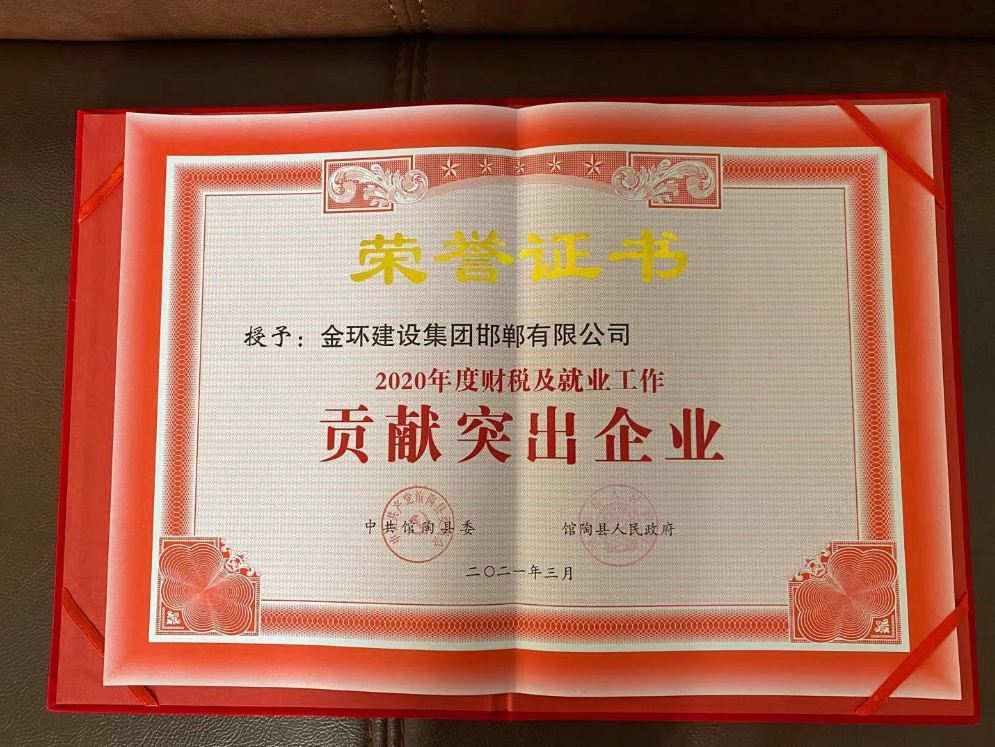 荣誉证书
授予：金环建设集团邯郸有限公司
2020年度财税及就业工作
贡献突出企业
中共馆陶县委 馆陶县人民政府
二〇二一年三月